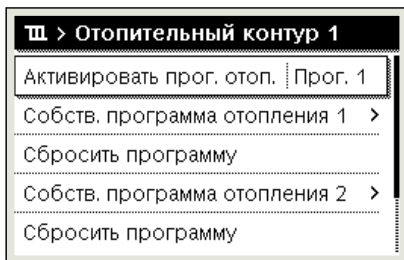 > Отопительный контур 1
Активировать прог. отоп. Прог. 1
Собств. программа отопления 1 >
Сбросить программу
Собств. программа отопления 2 >
Сбросить программу